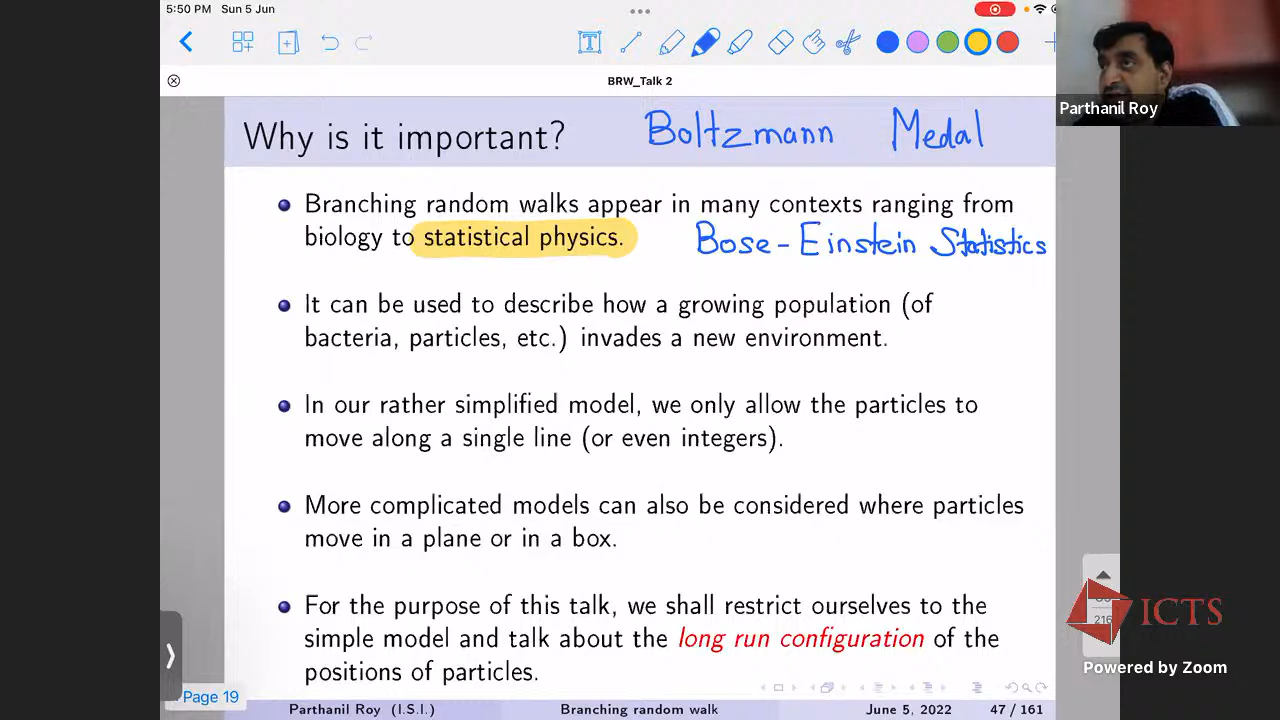 5:50 PM Sun 5 Jun
BRW_Talk 2
Parthanil Roy
Why is it important? Boltzmann Medal
Branching random walks appear in many contexts ranging from
biology to statistical physics. Bose-Einstein Statistics
It can be used to describe how a growing population (of
bacteria, particles, etc.) invades a new environment.
In our rather simplified model, we only allow the particles to
move along a single line (or even integers).
More complicated models can also be considered where particles
move in a plane or in a box.
For the purpose of this talk, we shall restrict ourselves to the
simple model and talk about the long run configuration of the
positions of particles.
216
ICTS
Powered by Zoom
Page 19
Parthanil Roy (I.S.I.) Branching random walk June 5, 2022 47 / 161